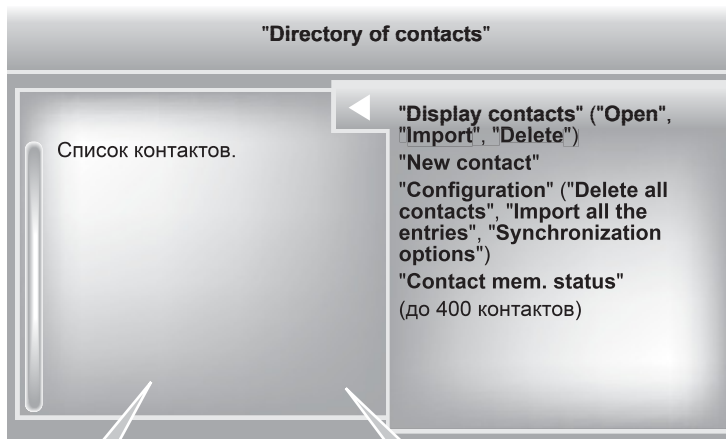 "Directory of contacts"
Список контактов.
"Display contacts" ("Open",
"Import", "Delete")
"New contact"
"Configuration" ("Delete all
contacts", "Import all the
entries", "Synchronization
options")
"Contact mem. status"
(до 400 контактов)